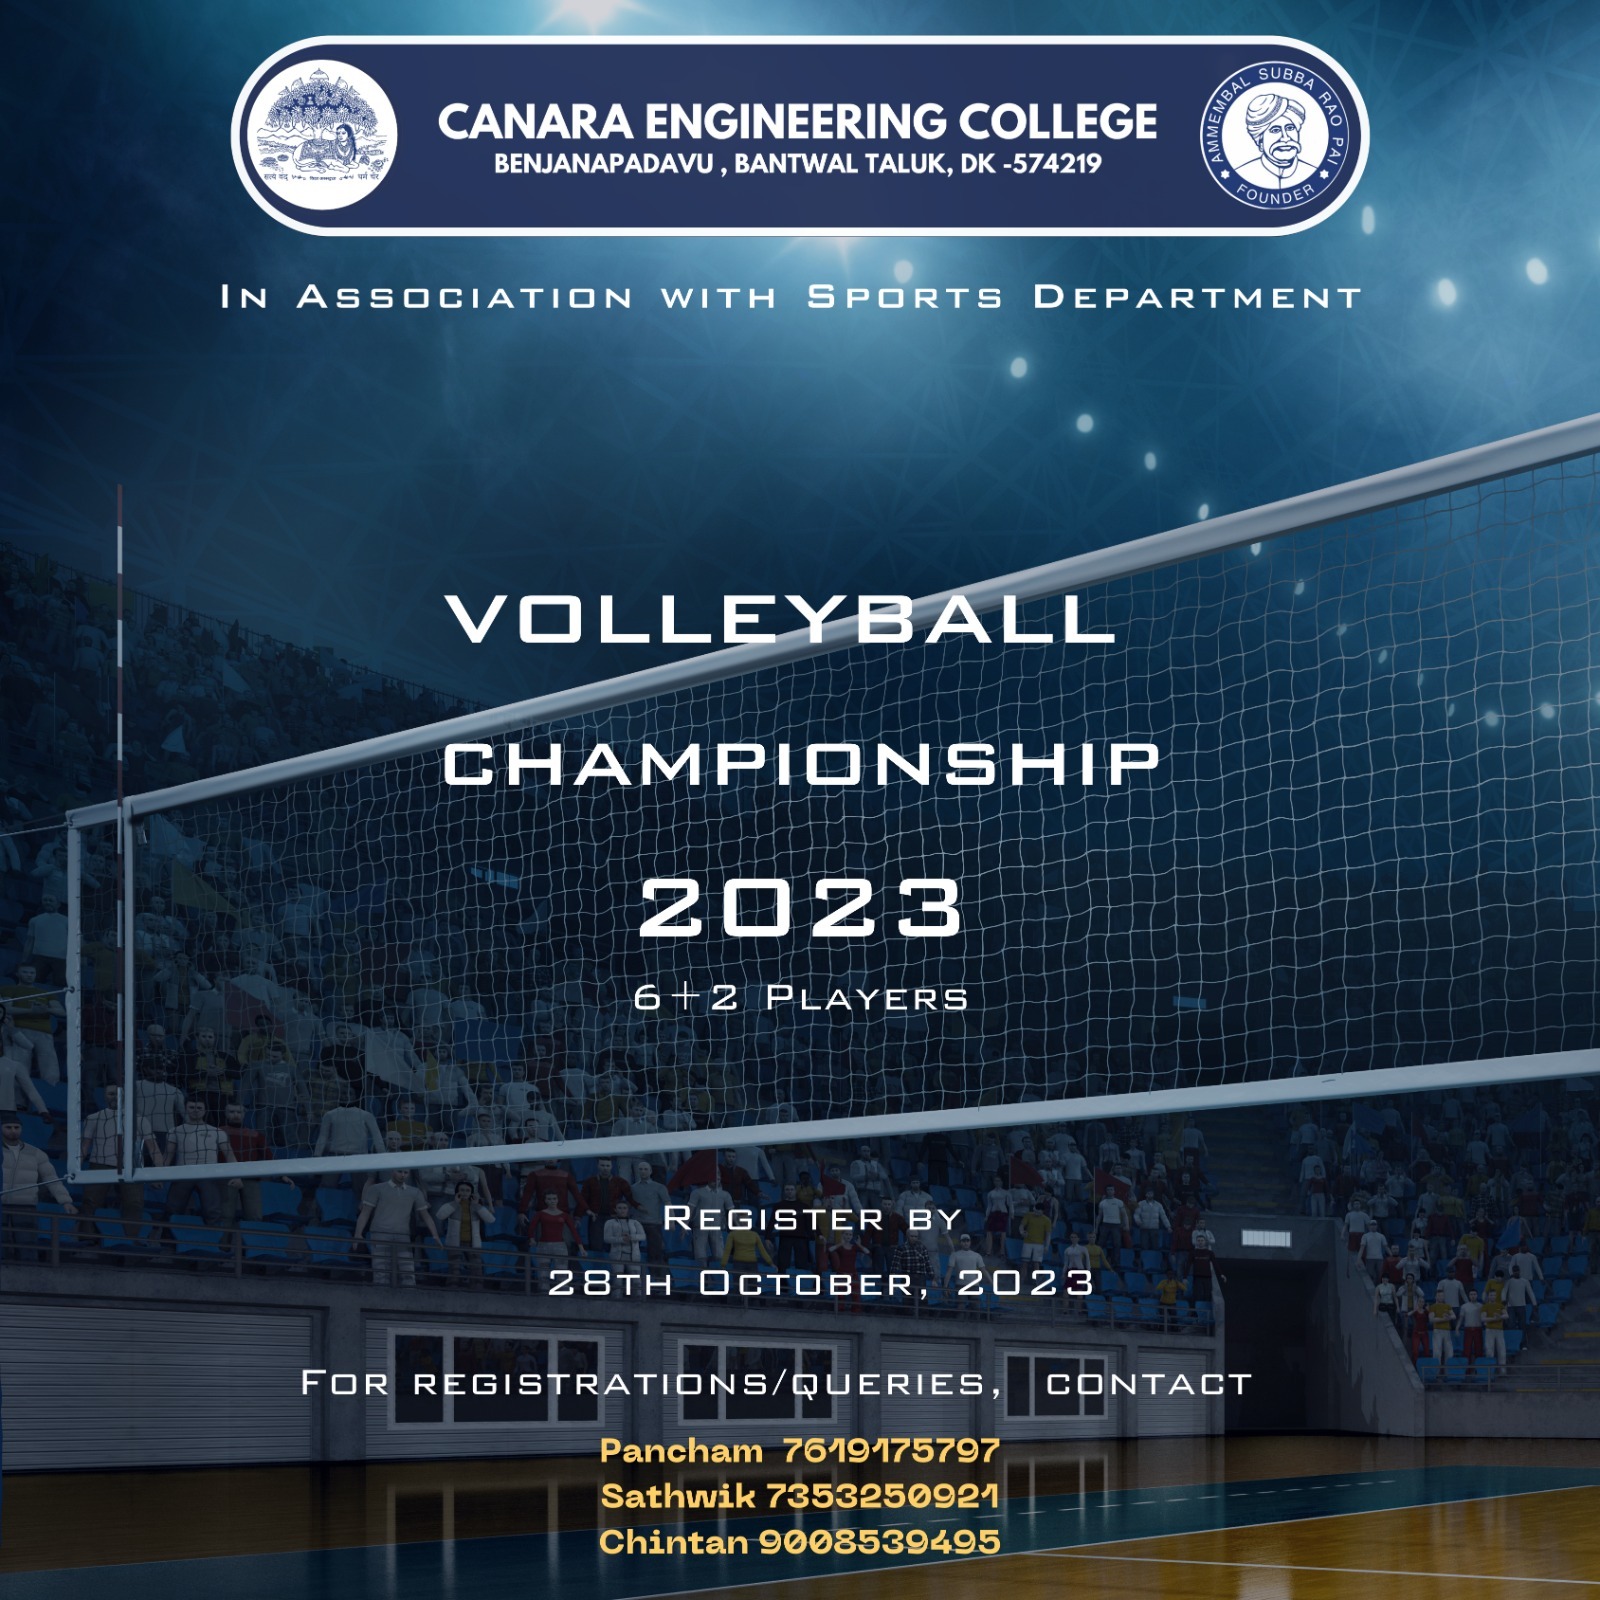 CANARA ENGINEERING COLLEGE
BENJANAPADAVU , BANTWAL TALUK, DK -574219
AMMEMBAL SUBBA RAO PAI
FOUNDER
In Association with Sports Department
VOLLEYBALL
CHAMPIONSHIP
2023
6+2 Players
Register by
28th October, 2023
For registrations/queries, contact
Pancham 7619175797
Sathwik 7353250921
Chintan 9008539495